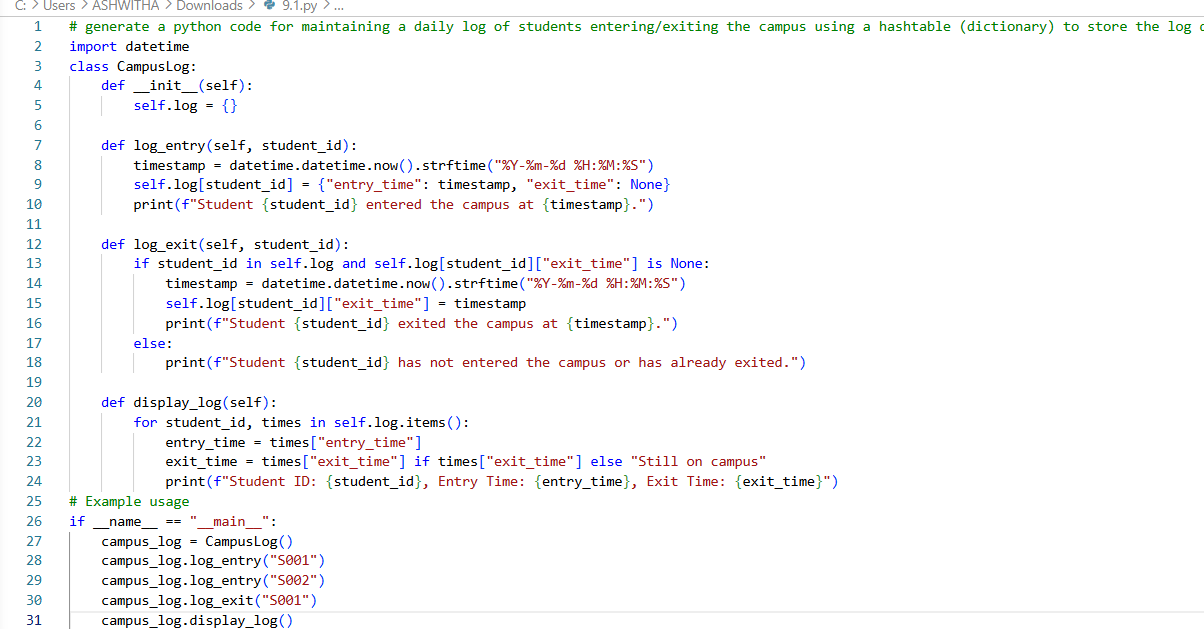 C: > Users > ASHWITHA > Downloads > 9.1.py > ...
1 # generate a python code for maintaining a daily log of students entering/exiting the campus using a hashtable (dictionary) to store the log
2 import datetime
3 class CampusLog:
4     def __init__(self):
5         self.log = {}
6
7     def log_entry(self, student_id):
8         timestamp = datetime.datetime.now().strftime("%Y-%m-%d %H:%M:%S")
9         self.log[student_id] = {"entry_time": timestamp, "exit_time": None}
10         print(f"Student {student_id} entered the campus at {timestamp}.")
11
12     def log_exit(self, student_id):
13         if student_id in self.log and self.log[student_id]["exit_time"] is None:
14             timestamp = datetime.datetime.now().strftime("%Y-%m-%d %H:%M:%S")
15             self.log[student_id]["exit_time"] = timestamp
16             print(f"Student {student_id} exited the campus at {timestamp}.")
17         else:
18             print(f"Student {student_id} has not entered the campus or has already exited.")
19
20     def display_log(self):
21         for student_id, times in self.log.items():
22             entry_time = times["entry_time"]
23             exit_time = times["exit_time"] if times["exit_time"] else "Still on campus"
24             print(f"Student ID: {student_id}, Entry Time: {entry_time}, Exit Time: {exit_time}")
25 # Example usage
26 if __name__ == "__main__":
27     campus_log = CampusLog()
28     campus_log.log_entry("S001")
29     campus_log.log_entry("S002")
30     campus_log.log_exit("S001")
31     campus_log.display_log()